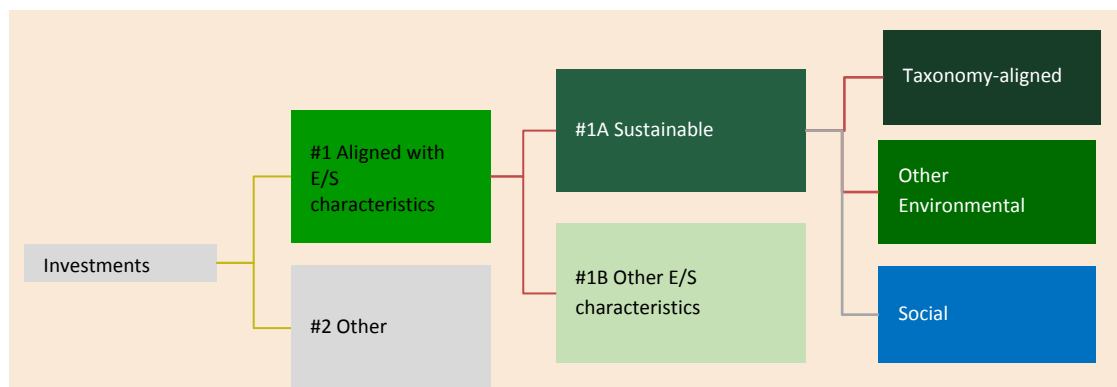 Investments
#1 Aligned with
E/S
characteristics
#2 Other
#1A Sustainable
#1B Other E/S
characteristics
Taxonomy-aligned
Other
Environmental
Social